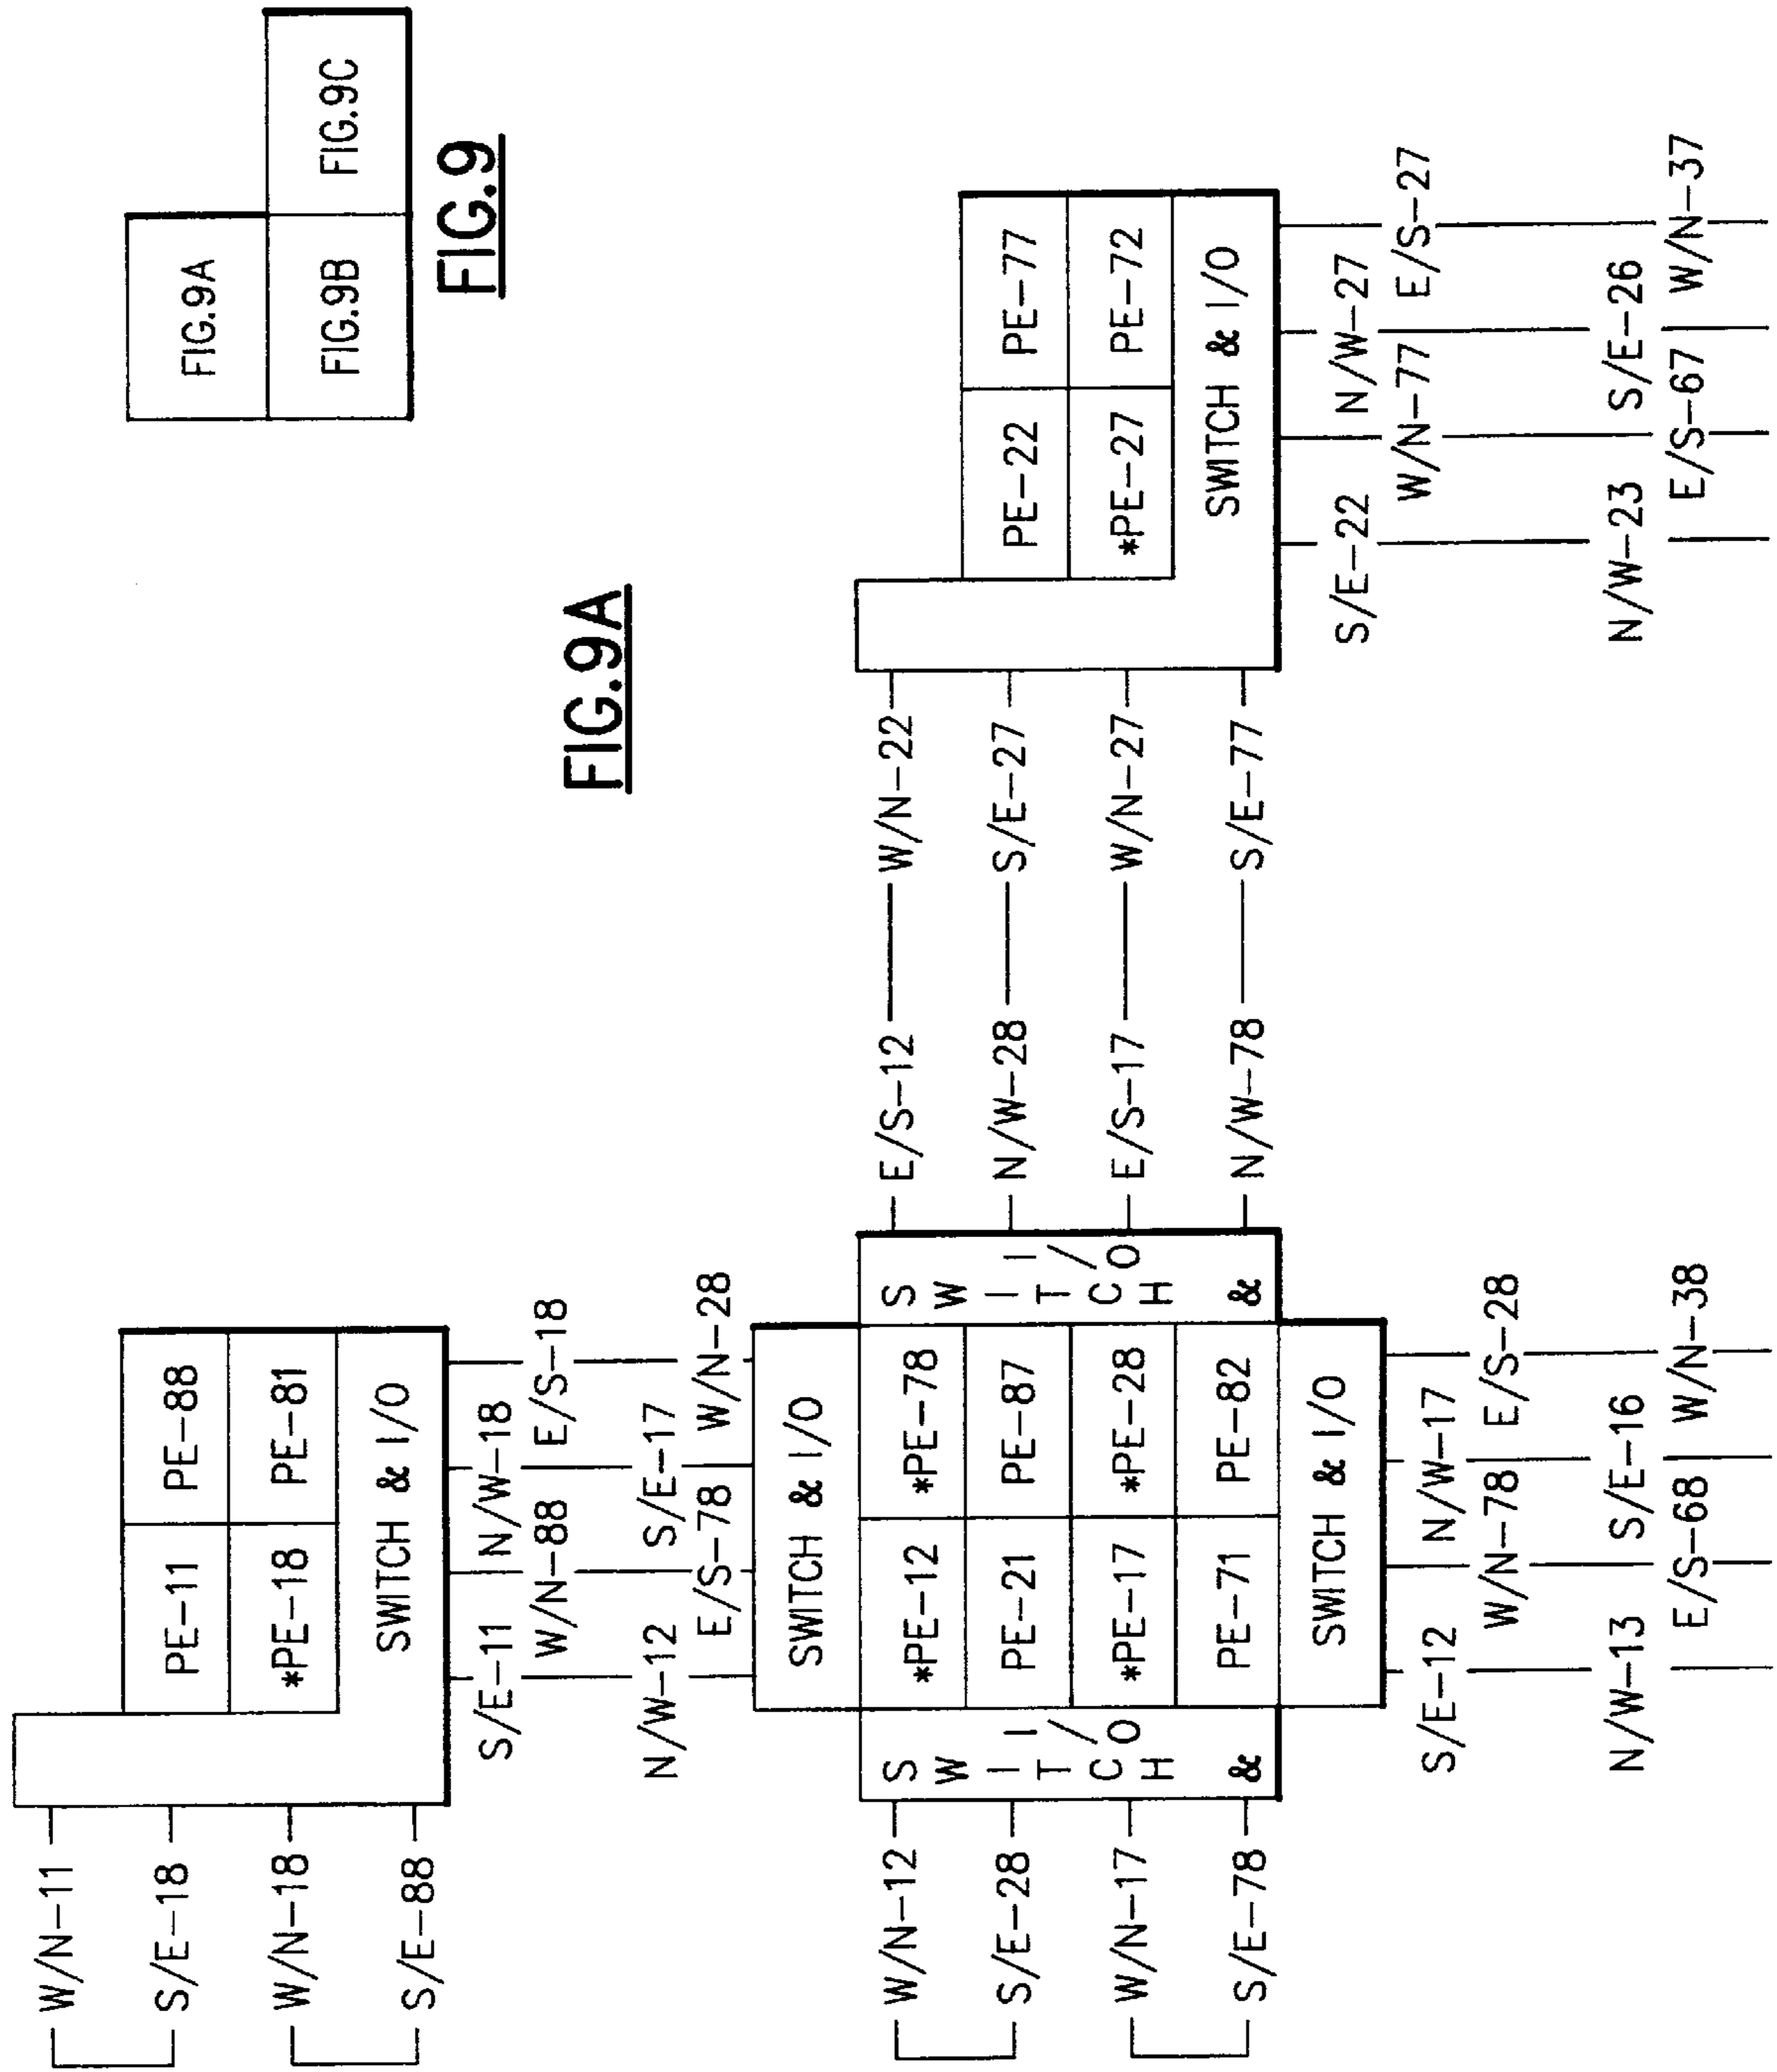 FIG.9A
FIG.9B FIG.9C
FIG.9
FIG.9A
W/N-11
S/E-18
W/N-18
S/E-88
PE-11 PE-88
*PE-18 PE-81
SWITCH & I/O
S/E-11 N/W-18
W/N-88 E/S-18
N/W-12 S/E-17
E/S-78 W/N-28
SWITCH & I/O
W/N-12
S/E-28
W/N-17
S/E-78
SWITCH & I/O
*PE-12 *PE-78
PE-21 PE-87
*PE-17 *PE-28
PE-71 PE-82
SWITCH & I/O
SWITCH & I/O
S/E-12 N/W-17
W/N-78 E/S-28
N/W-13 S/E-16
E/S-68 W/N-38
E/S-12 W/N-22
N/W-28 S/E-27
E/S-17 W/N-27
N/W-78 S/E-77
PE-22 PE-77
*PE-27 PE-72
SWITCH & I/O
S/E-22 N/W-27
W/N-77 E/S-27
N/W-23 S/E-26
E/S-67 W/N-37